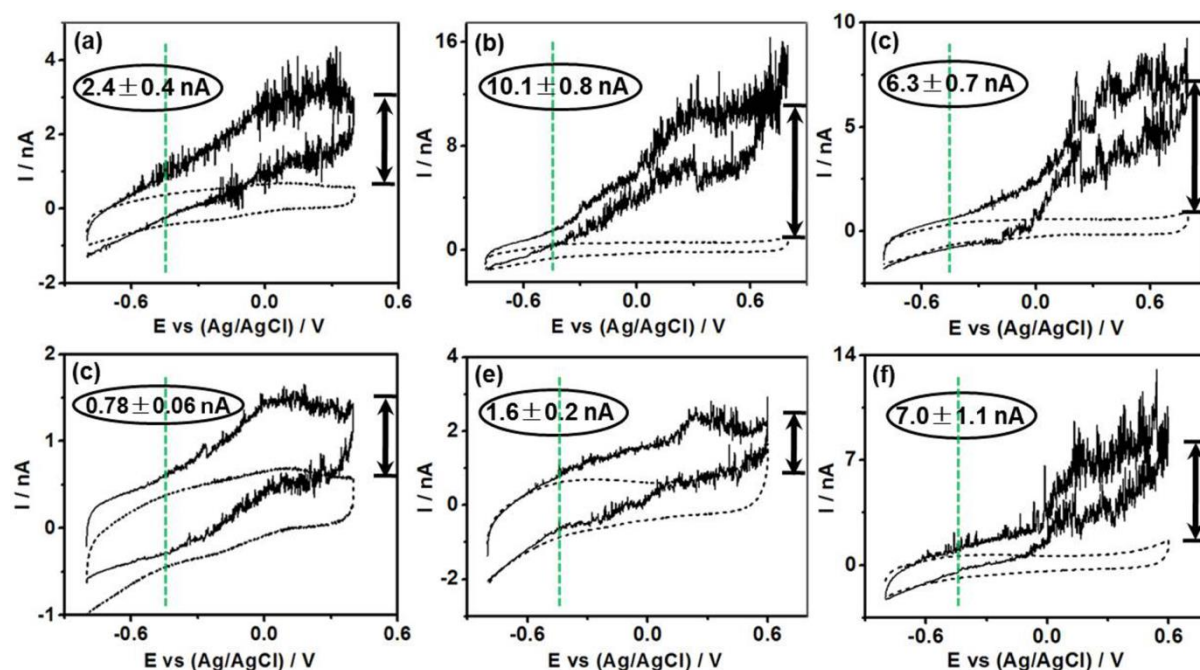 (a)
2.4±0.4 nA
4
2
0
-2
I / nA
-0.6 0.0 0.6
E vs (Ag/AgCl) / V
(b)
10.1±0.8 nA
16
8
0
I / nA
-0.6 0.0 0.6
E vs (Ag/AgCl) / V
(c)
6.3±0.7 nA
10
5
0
I / nA
-0.6 0.0 0.6
E vs (Ag/AgCl) / V
(c)
0.78±0.06 nA
2
1
0
-1
I / nA
-0.6 0.0 0.6
E vs (Ag/AgCl) / V
(e)
1.6±0.2 nA
4
2
0
-2
I / nA
-0.6 0.0 0.6
E vs (Ag/AgCl) / V
(f)
7.0±1.1 nA
14
7
0
I / nA
-0.6 0.0 0.6
E vs (Ag/AgCl) / V